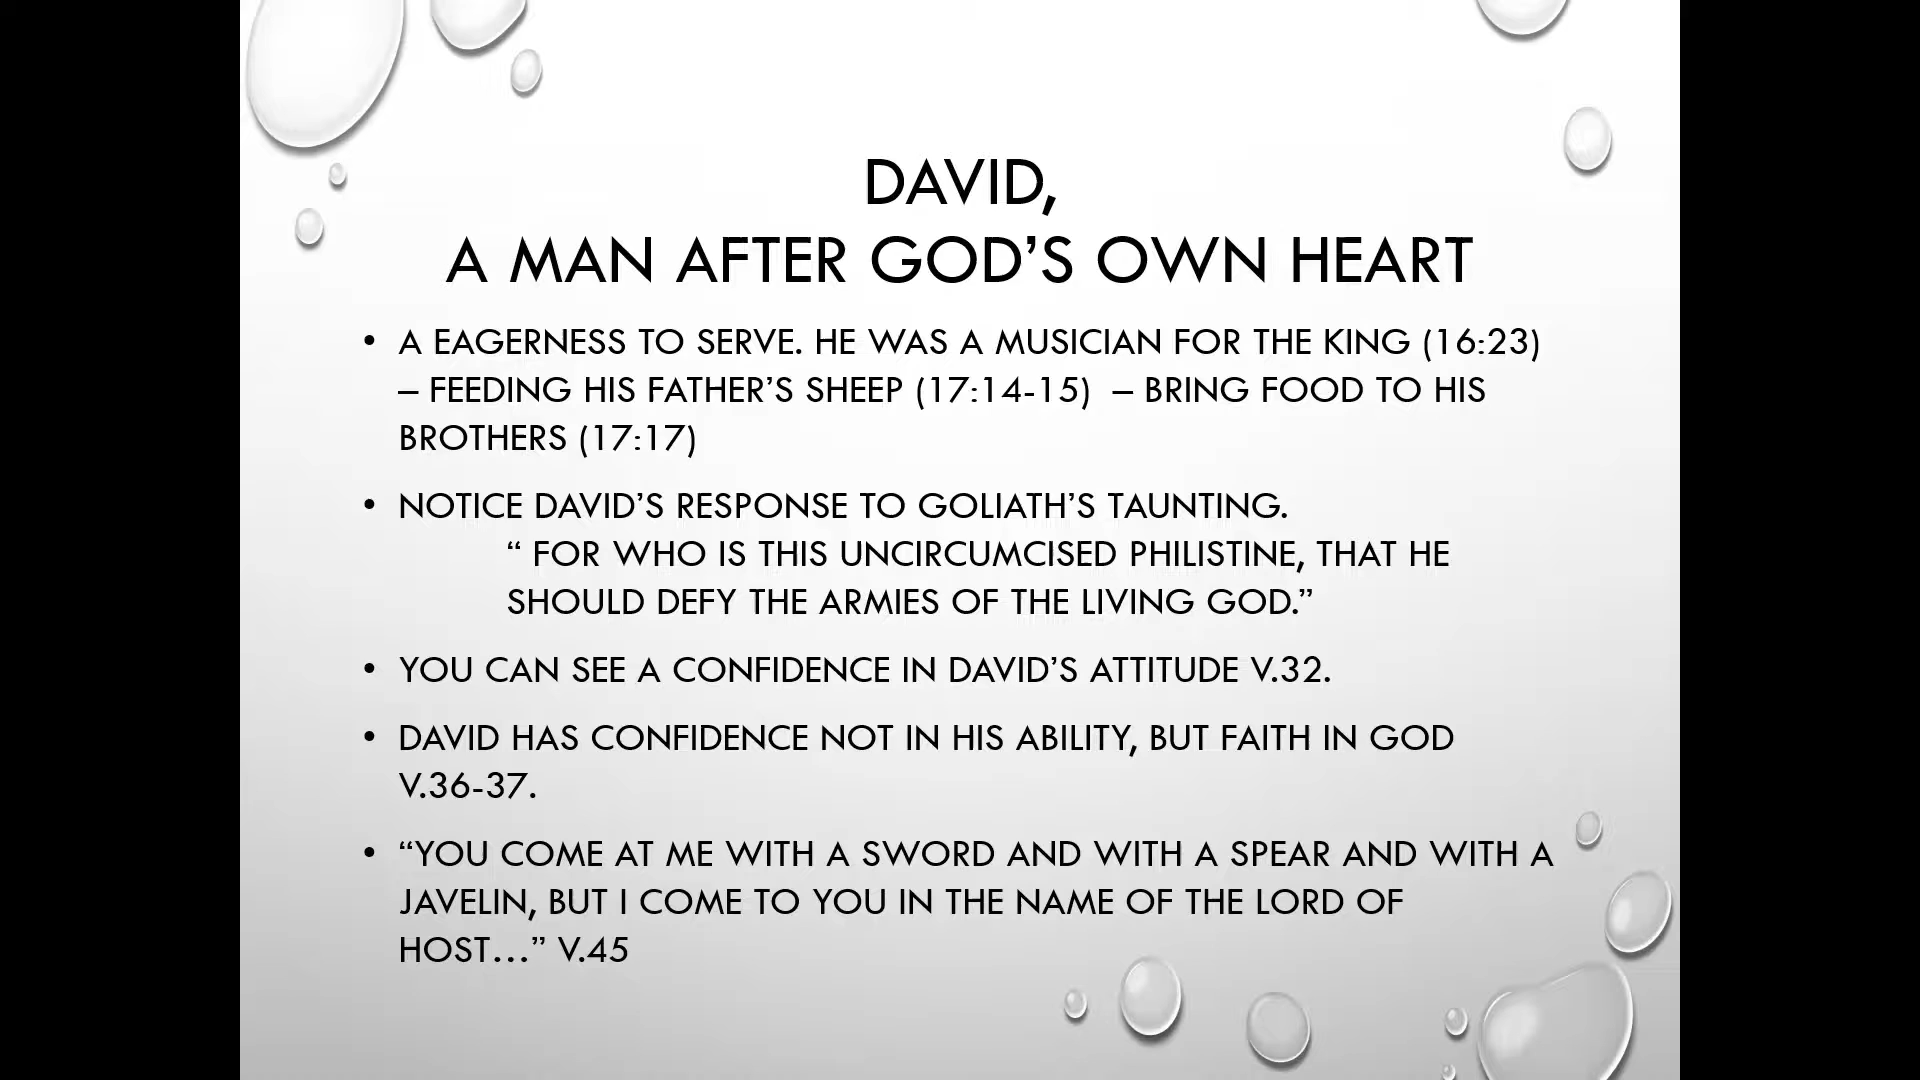 DAVID,
A MAN AFTER GOD’S OWN HEART
• A EAGERNESS TO SERVE. HE WAS A MUSICIAN FOR THE KING (16:23)
– FEEDING HIS FATHER’S SHEEP (17:14-15)  – BRING FOOD TO HIS
BROTHERS (17:17)
• NOTICE DAVID’S RESPONSE TO GOLIATH’S TAUNTING.
“ FOR WHO IS THIS UNCIRCUMCISED PHILISTINE, THAT HE
SHOULD DEFY THE ARMIES OF THE LIVING GOD.”
• YOU CAN SEE A CONFIDENCE IN DAVID’S ATTITUDE V.32.
• DAVID HAS CONFIDENCE NOT IN HIS ABILITY, BUT FAITH IN GOD
V.36-37.
• “YOU COME AT ME WITH A SWORD AND WITH A SPEAR AND WITH A
JAVELIN, BUT I COME TO YOU IN THE NAME OF THE LORD OF
HOST…” V.45